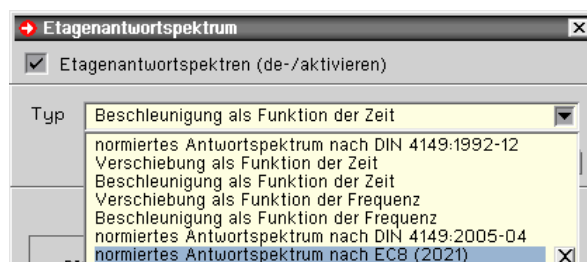 Etagenantwortspektrum
Etagenantwortspektren (de-/aktivieren)
Typ Beschleunigung als Funktion der Zeit
normiertes Antwortspektrum nach DIN 4149:1992-12
Verschiebung als Funktion der Zeit
Beschleunigung als Funktion der Zeit
Verschiebung als Funktion der Frequenz
Beschleunigung als Funktion der Frequenz
normiertes Antwortspektrum nach DIN 4149:2005-04
normiertes Antwortspektrum nach EC8 (2021)